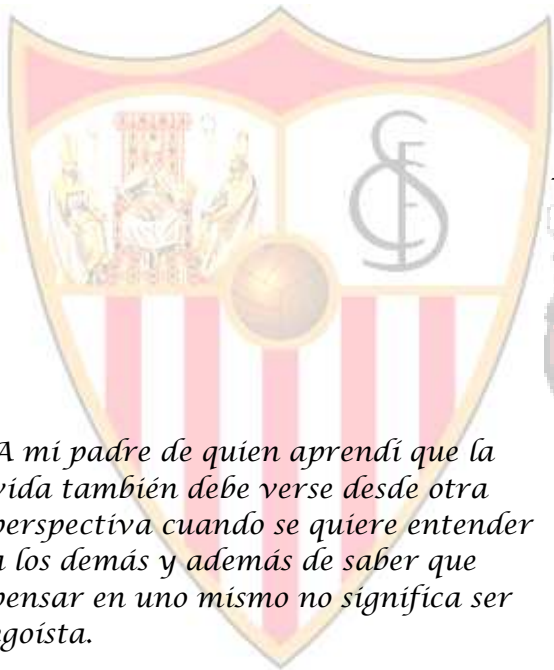 SFC
A mi padre de quien aprendí que la
vida también debe verse desde otra
perspectiva cuando se quiere entender
a los demás y además de saber que
pensar en uno mismo no significa ser
egoísta.